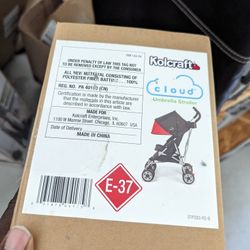 UNDER PENALTY OF LAW THIS TAG NOT
TO BE REMOVED EXCEPT BY THE CONSUMER
ALL NEW MATERIAL CONSISTING OF
POLYESTER FIBER BATTING 100%
REG. NO. PA 40103 (CN)
Certification is made by the manufacturer
that the materials in this article are
described in accordance with law.
MADE FOR
Kolcraft Enterprises, Inc.
1100 W Monroe Street, Chicago, IL 60607 USA
Date of Delivery
MADE IN CHINA
Kolcraft
cloud
Umbrella Stroller
E-37